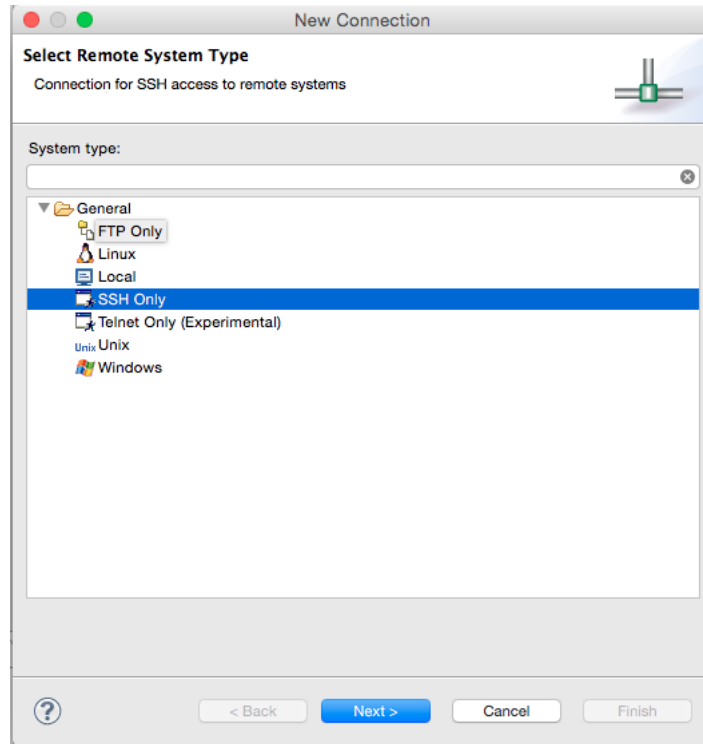 New Connection
Select Remote System Type
Connection for SSH access to remote systems
System type:
General
FTP Only
Linux
Local
SSH Only
Telnet Only (Experimental)
Unix Unix
Windows
? < Back Next > Cancel Finish